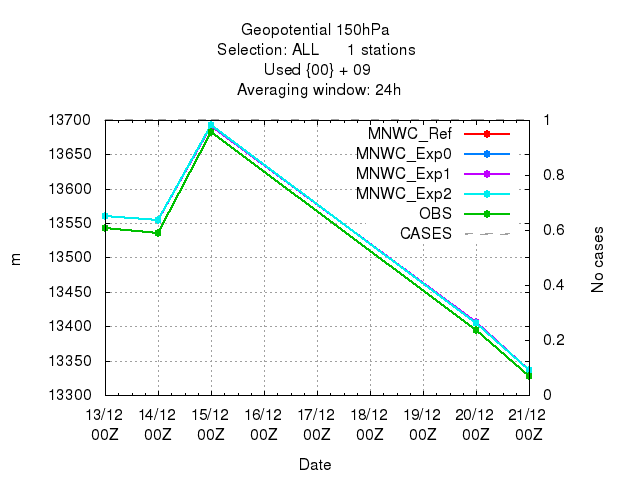 Geopotential 150hPa
Selection: ALL 1 stations
Used {00} + 09
Averaging window: 24h
13700
13650
13600
13550
13500
13450
13400
13350
13300
m
1
0.8
0.6
0.4
0.2
0
No cases
MNWC_Ref
MNWC_Exp0
MNWC_Exp1
MNWC_Exp2
OBS
CASES
13/12 14/12 15/12 16/12 17/12 18/12 19/12 20/12 21/12
00Z 00Z 00Z 00Z 00Z 00Z 00Z 00Z 00Z
Date